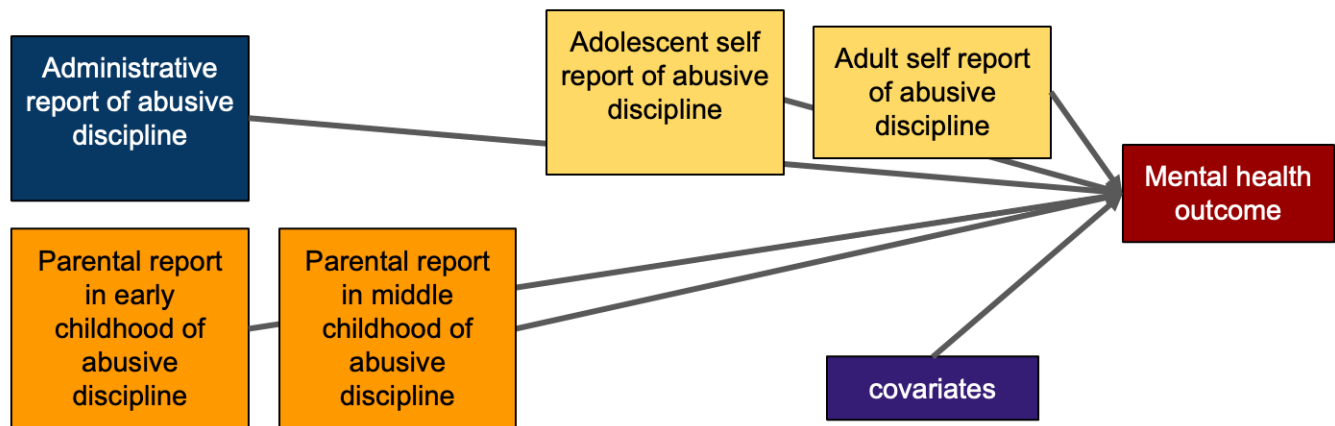 Administrative
report of abusive
discipline
Adolescent self
report of abusive
discipline
Adult self report
of abusive
discipline
Mental health
outcome
Parental report
in early
childhood of
abusive
discipline
Parental report
in middle
childhood of
abusive
discipline
covariates